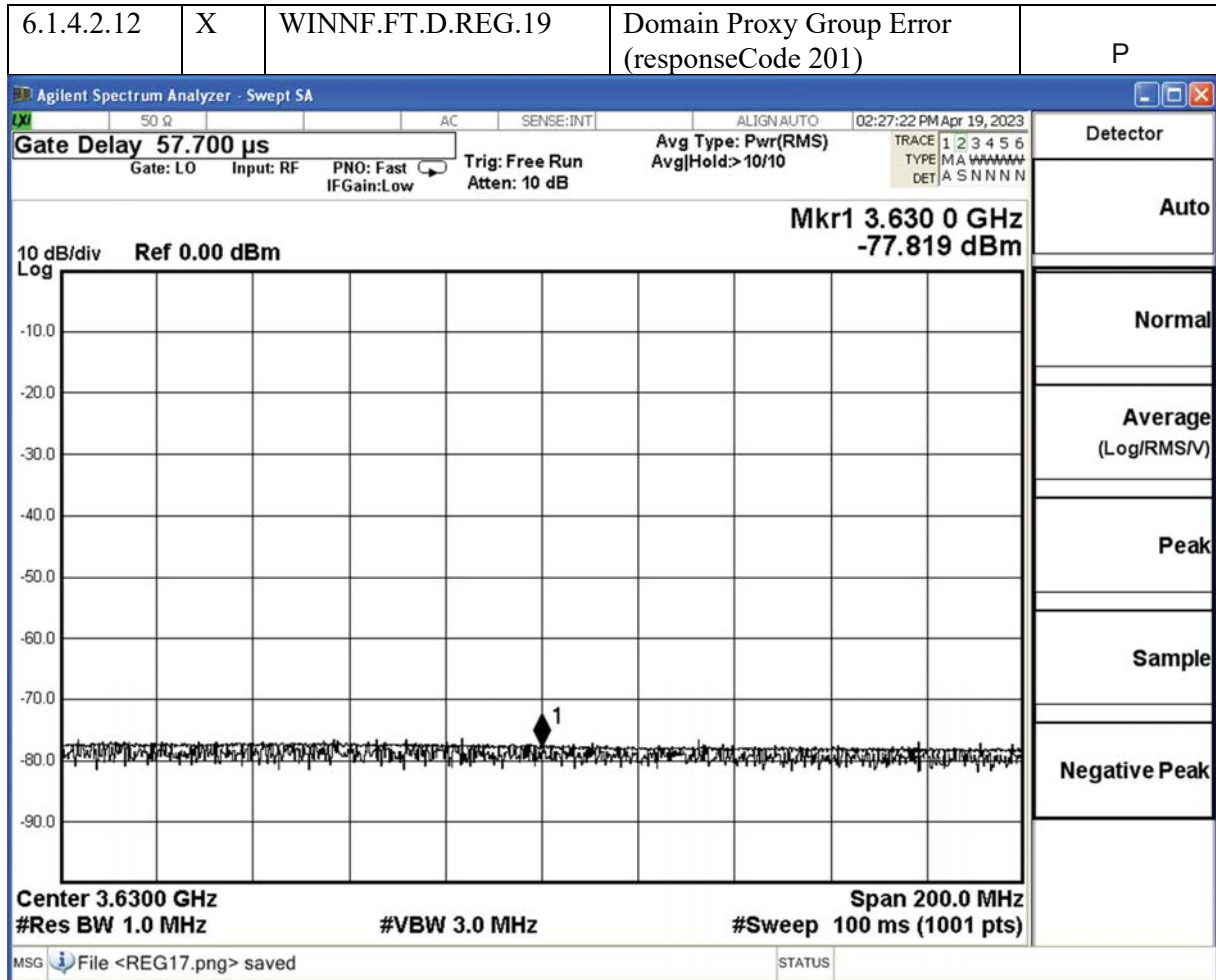 6.1.4.2.12 X WINNF.FT.D.REG.19 Domain Proxy Group Error
(responseCode 201) P
Agilent Spectrum Analyzer - Swept SA
LXI 50 Ω AC SENSE:INT ALIGN AUTO 02:27:22 PM Apr 19, 2023
Gate Delay 57.700 µs Avg Type: Pwr(RMS) TRACE 1 2 3 4 5 6
Gate: LO Input: RF PNO: Fast Trig: Free Run Avg|Hold:>10/10 TYPE M A WWWW
IFGain:Low Atten: 10 dB DET A S N N N N
Detector
Mkr1 3.630 0 GHz
-77.819 dBm
10 dB/div Ref 0.00 dBm
Log
-10.0
-20.0
-30.0
-40.0
-50.0
-60.0
-70.0
-80.0
-90.0
1
Center 3.6300 GHz Span 200.0 MHz
#Res BW 1.0 MHz #VBW 3.0 MHz #Sweep 100 ms (1001 pts)
MSG File <REG17.png> saved STATUS
Auto
Normal
Average
(Log/RMS/V)
Peak
Sample
Negative Peak